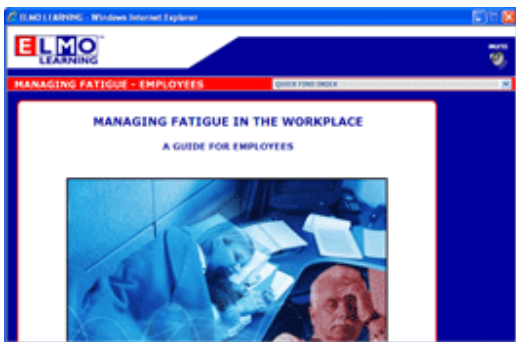 ELMO LEARNING - Windows Internet Explorer
ELMO
LEARNING
MUTE
MANAGING FATIGUE - EMPLOYEES
QUICK FIND INDEX
MANAGING FATIGUE IN THE WORKPLACE
A GUIDE FOR EMPLOYEES